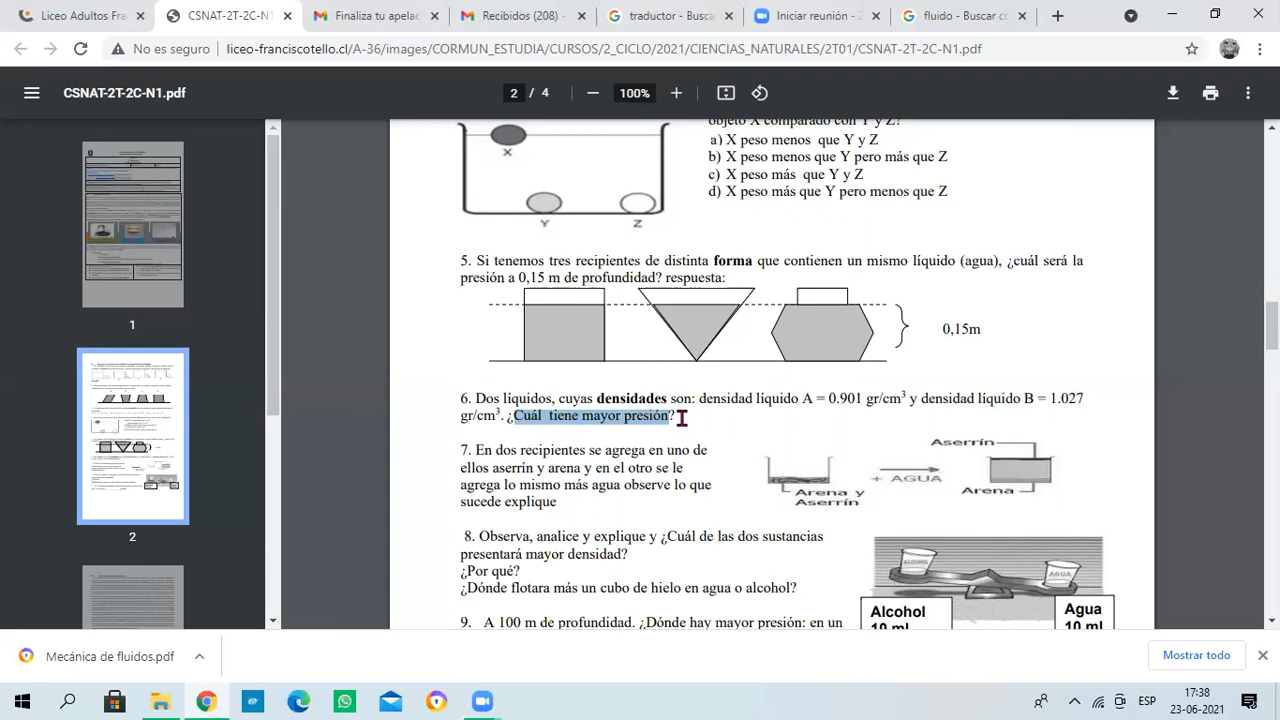 Liceo Adultos Fra
CSNAT-2T-2C-N1
Finaliza tu apelac
Recibidos (208) -
traductor - Busca
Iniciar reunión - Z
fluido - Buscar co
No es seguro
liceo-franciscotello.cl/A-36/images/CORMUN_ESTUDIA/CURSOS/2_CICLO/2021/CIENCIAS_NATURALES/2T01/CSNAT-2T-2C-N1.pdf
CSNAT-2T-2C-N1.pdf
2 / 4
100%
1
2
objeto X comparado con Y y Z?
a) X peso menos que Y y Z
b) X peso menos que Y pero más que Z
c) X peso más que Y y Z
d) X peso más que Y pero menos que Z
X
Y
Z
5. Si tenemos tres recipientes de distinta forma que contienen un mismo líquido (agua), ¿cuál será la
presión a 0,15 m de profundidad? respuesta:
0,15m
6. Dos líquidos, cuyas densidades son: densidad líquido A = 0.901 gr/cm³ y densidad líquido B = 1.027
gr/cm³. ¿Cuál tiene mayor presión?
7. En dos recipientes se agrega en uno de
ellos aserrín y arena y en el otro se le
agrega lo mismo más agua observe lo que
sucede explique
Aserrín
+ AGUA
Arena y
Aserrín
Arena
8. Observa, analice y explique y ¿Cuál de las dos sustancias
presentará mayor densidad?
¿Por qué?
¿Dónde flotara más un cubo de hielo en agua o alcohol?
ALCOHOL
AGUA
Alcohol
10 ml
Agua
10 ml
9. A 100 m de profundidad. ¿Dónde hay mayor presión: en un
Mecánica de fluidos.pdf
Mostrar todo
ESP
17:38
23-06-2021